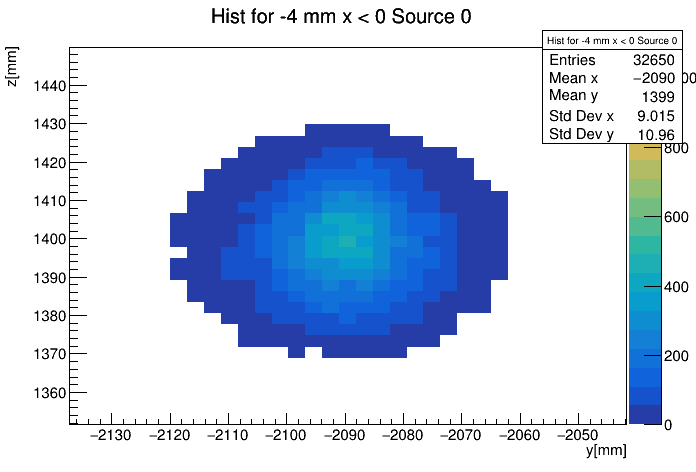 Hist for -4 mm x < 0 Source 0
Hist for -4 mm x < 0 Source 0
Entries 32650
Mean x −2090
Mean y 1399
Std Dev x 9.015
Std Dev y 10.96
z[mm]
1440
1430
1420
1410
1400
1390
1380
1370
1360
−2130 −2120 −2110 −2100 −2090 −2080 −2070 −2060 −2050
y[mm]
800
600
400
200
0